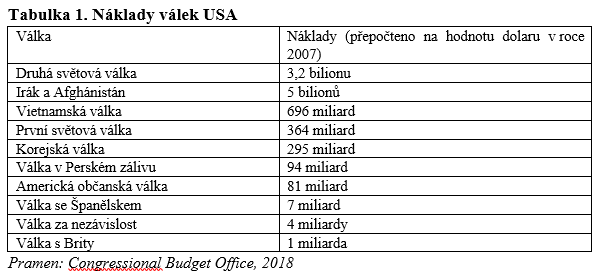 Tabulka 1. Náklady válek USA
Válka Náklady (přepočteno na hodnotu dolaru v roce
2007)
Druhá světová válka 3,2 bilionu
Irák a Afghánistán 5 bilionů
Vietnamská válka 696 miliard
První světová válka 364 miliard
Korejská válka 295 miliard
Válka v Perském zálivu 94 miliard
Americká občanská válka 81 miliard
Válka se Španělskem 7 miliard
Válka za nezávislost 4 miliardy
Válka s Brity 1 miliarda
Pramen: Congressional Budget Office, 2018